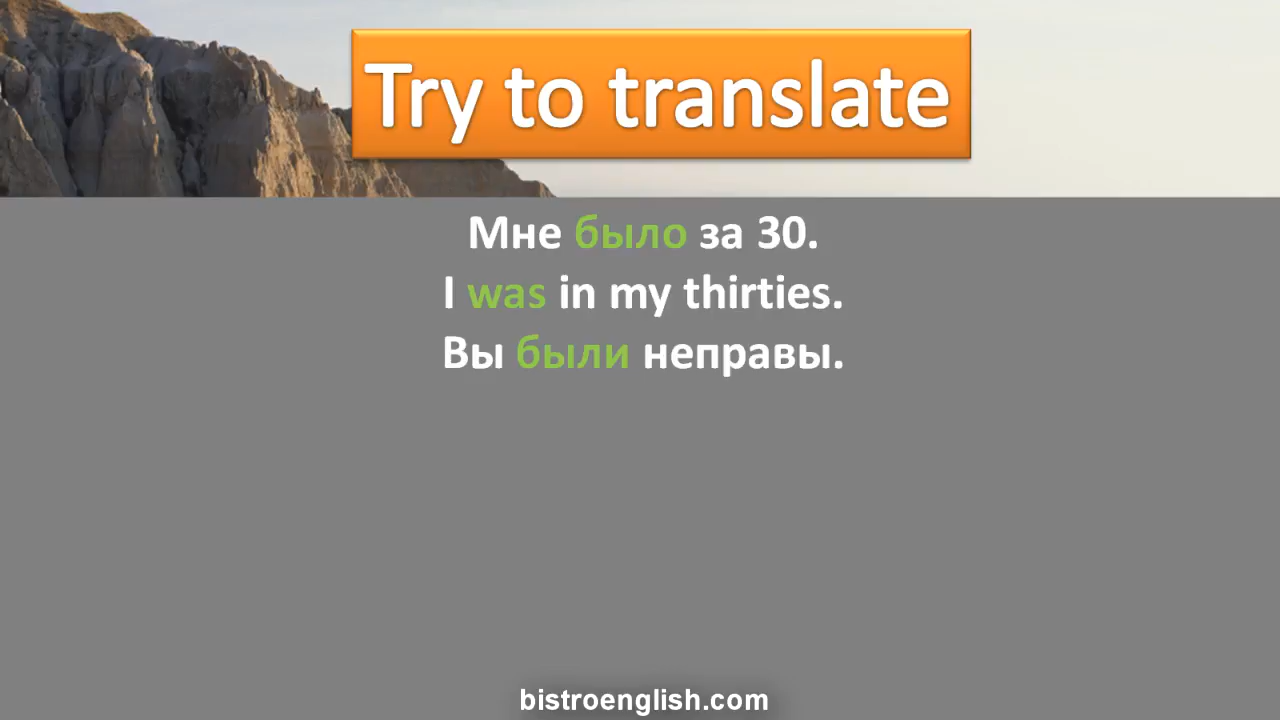 Try to translate
Мне было за 30.
I was in my thirties.
Вы были неправы.
bistroenglish.com